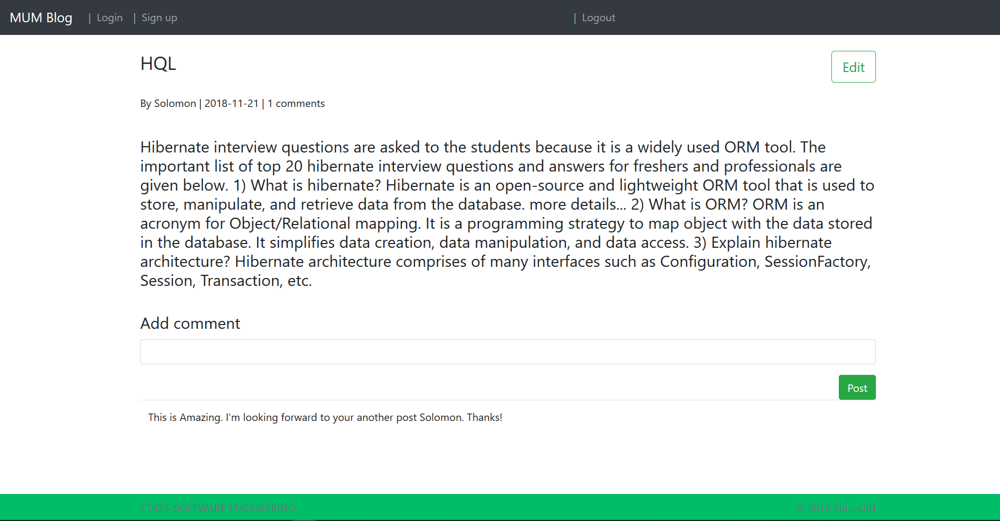 MUM Blog | Login | Sign up | Logout
HQL
Edit
By Solomon | 2018-11-21 | 1 comments
Hibernate interview questions are asked to the students because it is a widely used ORM tool. The
important list of top 20 hibernate interview questions and answers for freshers and professionals are
given below. 1) What is hibernate? Hibernate is an open-source and lightweight ORM tool that is used to
store, manipulate, and retrieve data from the database. more details... 2) What is ORM? ORM is an
acronym for Object/Relational mapping. It is a programming strategy to map object with the data stored
in the database. It simplifies data creation, data manipulation, and data access. 3) Explain hibernate
architecture? Hibernate architecture comprises of many interfaces such as Configuration, SessionFactory,
Session, Transaction, etc.
Add comment
Post
This is Amazing. I'm looking forward to your another post Solomon. Thanks!
CS425-SOFTWARE ENGINEERING
© 2018 Solo-Utd